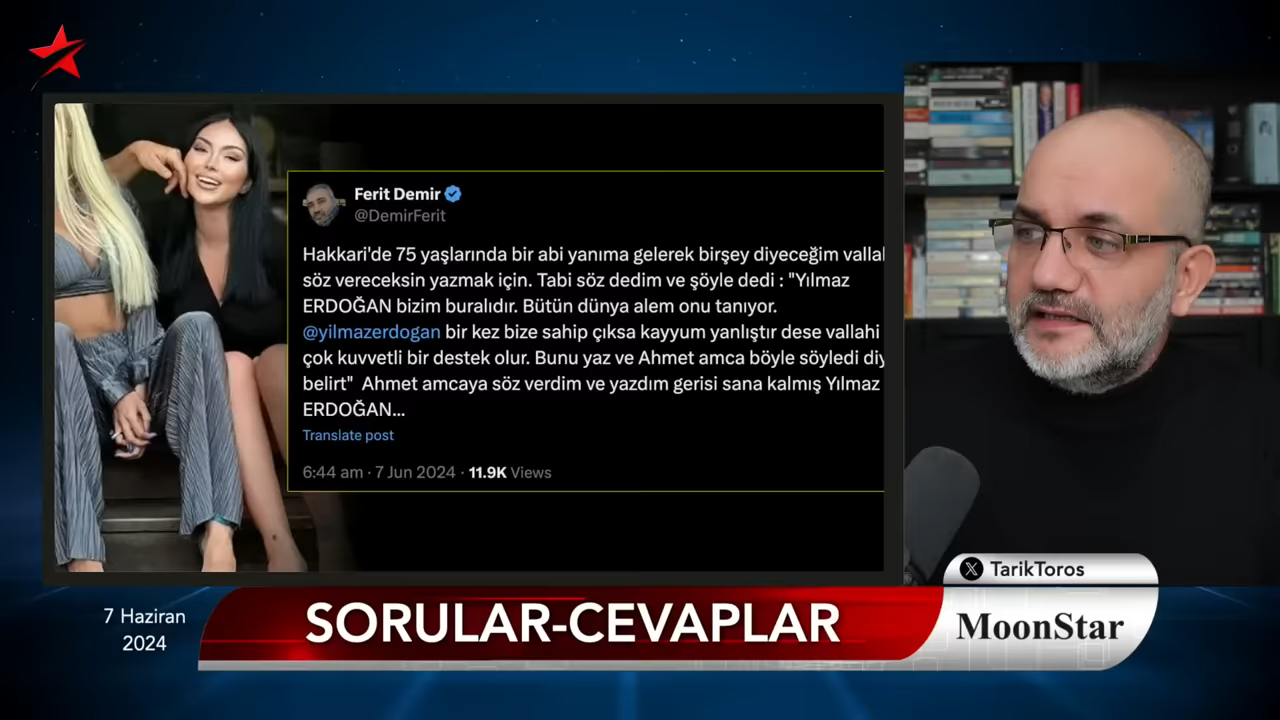 Ferit Demir
@DemirFerit
Hakkari'de 75 yaşlarında bir abi yanıma gelerek birşey diyeceğim
söz vereceksin yazmak için. Tabi söz dedim ve şöyle dedi : "Yılmaz
ERDOĞAN bizim buralıdır. Bütün dünya alem onu tanıyor.
@yilmazerdogan bir kez bize sahip çıksa kayyum yanlıştır dese vallahi
çok kuvvetli bir destek olur. Bunu yaz ve Ahmet amca böyle söyledi
belirt" Ahmet amcaya söz verdim ve yazdım gerisi sana kalmış Yılmaz
ERDOĞAN...
Translate post
6:44 am · 7 Jun 2024 · 11.9K Views
X TarikToros
7 Haziran
2024
SORULAR-CEVAPLAR
MoonStar